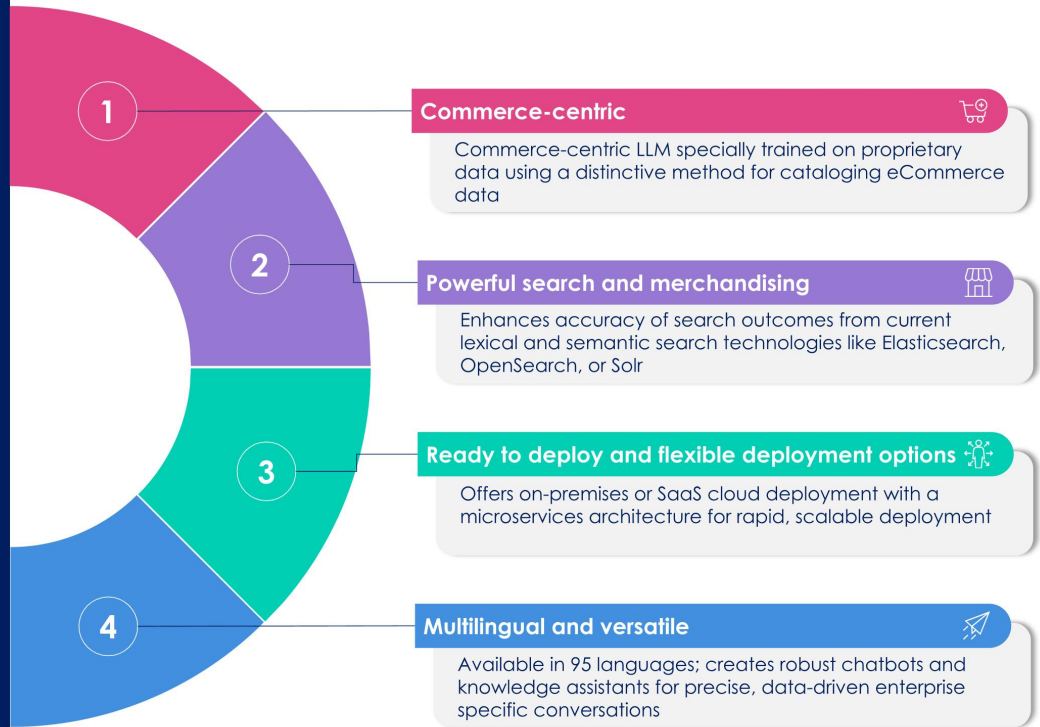 1
Commerce-centric
Commerce-centric LLM specially trained on proprietary
data using a distinctive method for cataloging eCommerce
data
2
Powerful search and merchandising
Enhances accuracy of search outcomes from current
lexical and semantic search technologies like Elasticsearch,
OpenSearch, or Solr
3
Ready to deploy and flexible deployment options
Offers on-premises or SaaS cloud deployment with a
microservices architecture for rapid, scalable deployment
4
Multilingual and versatile
Available in 95 languages; creates robust chatbots and
knowledge assistants for precise, data-driven enterprise
specific conversations